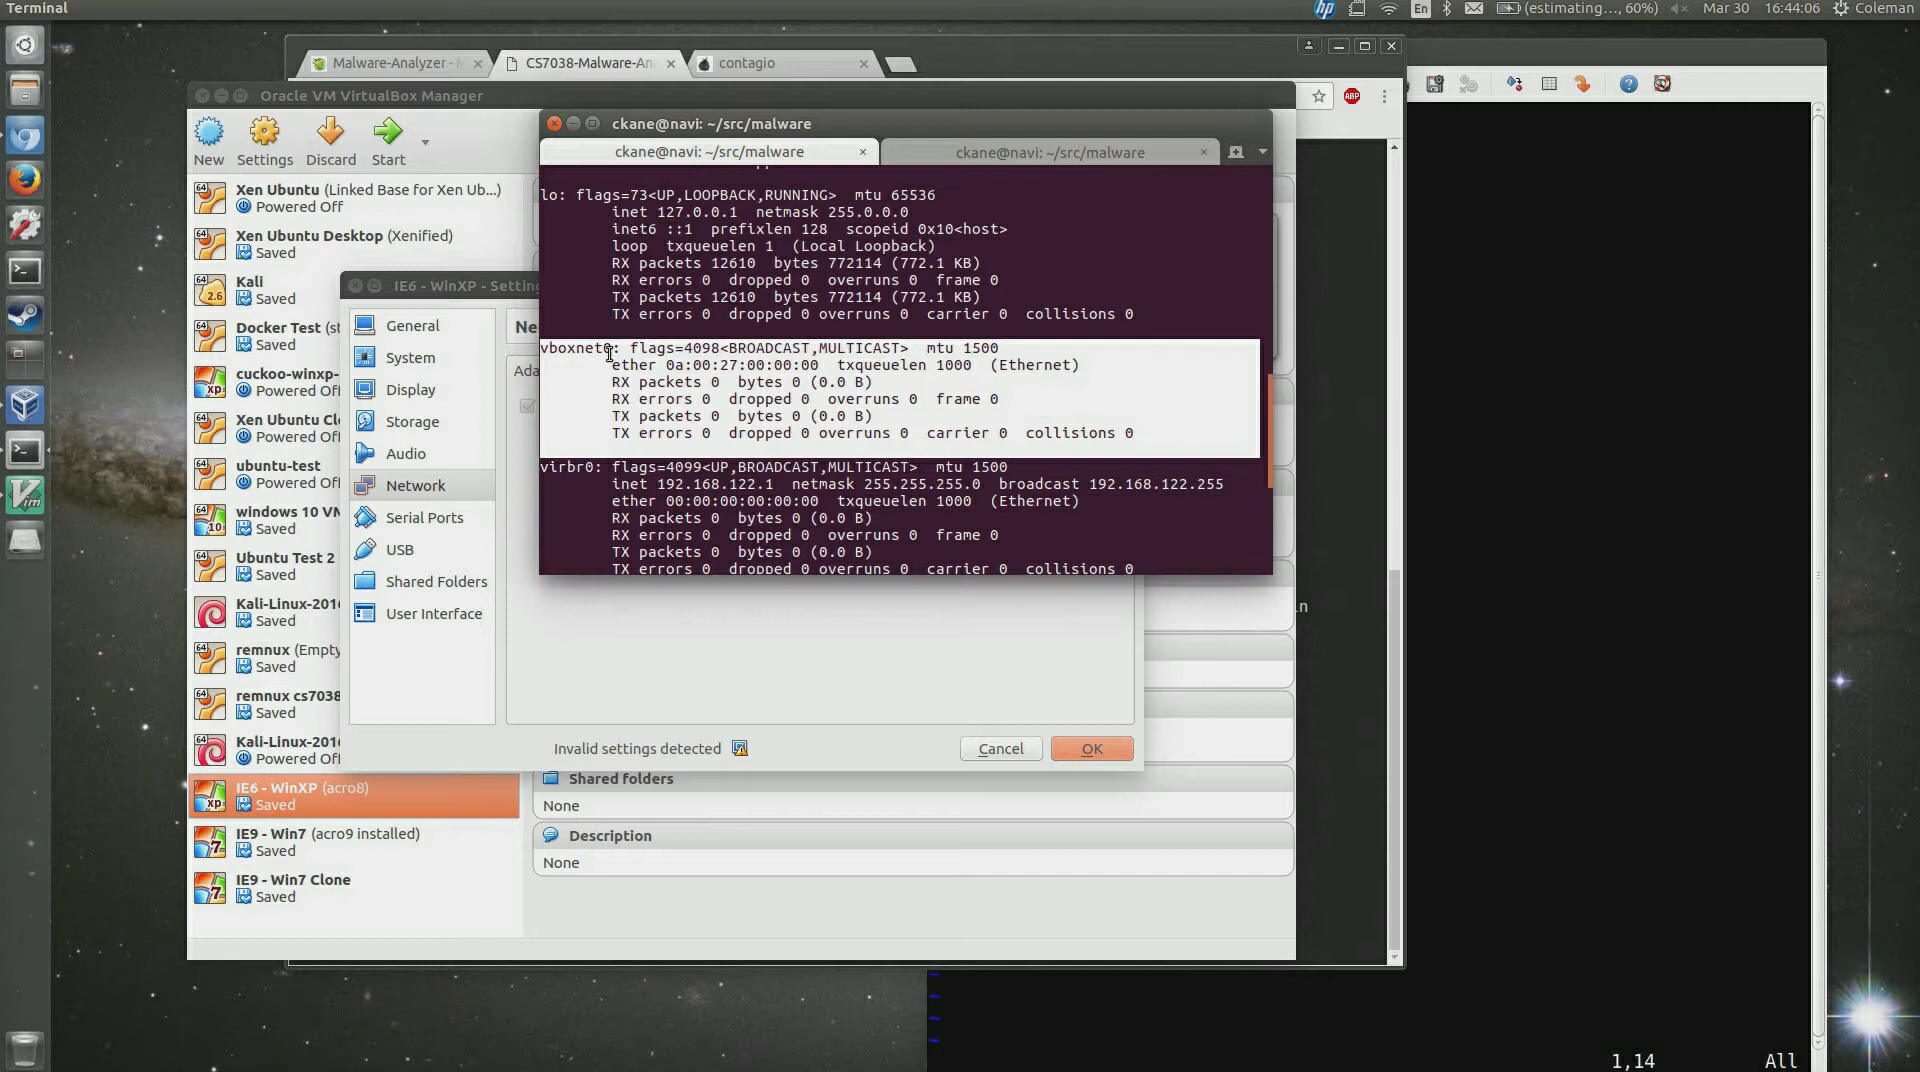 Terminal
En
(estimating..., 60%)
Mar 30
16:44:06
Coleman
Malware-Analyzer -
CS7038-Malware-An
contagio
ABP
Oracle VM VirtualBox Manager
New
Settings
Discard
Start
Xen Ubuntu (Linked Base for Xen Ub...)
Powered Off
Xen Ubuntu Desktop (Xenified)
Saved
Kali
Saved
Docker Test (st
Saved
cuckoo-winxp-
Powered Off
Xen Ubuntu Cl
Powered Off
ubuntu-test
Powered Off
windows 10 VM
Saved
Ubuntu Test 2
Saved
Kali-Linux-201
Saved
remnux (Empty
Saved
remnux cs7038
Saved
Kali-Linux-201
Powered Off
IE6 - WinXP (acro8)
Saved
IE9 - Win7 (acro9 installed)
Saved
IE9 - Win7 Clone
Saved
IE6 - WinXP - Setting
General
System
Display
Storage
Audio
Network
Serial Ports
USB
Shared Folders
User Interface
Ne
Ada
Invalid settings detected
Cancel
OK
Shared folders
None
Description
None
ckane@navi: ~/src/malware
ckane@navi: ~/src/malware
ckane@navi: ~/src/malware
lo: flags=73<UP,LOOPBACK,RUNNING>  mtu 65536
inet 127.0.0.1  netmask 255.0.0.0
inet6 ::1  prefixlen 128  scopeid 0x10<host>
loop  txqueuelen 1  (Local Loopback)
RX packets 12610  bytes 772114 (772.1 KB)
RX errors 0  dropped 0  overruns 0  frame 0
TX packets 12610  bytes 772114 (772.1 KB)
TX errors 0  dropped 0 overruns 0  carrier 0  collisions 0
vboxnet0: flags=4098<BROADCAST,MULTICAST>  mtu 1500
ether 0a:00:27:00:00:00  txqueuelen 1000  (Ethernet)
RX packets 0  bytes 0 (0.0 B)
RX errors 0  dropped 0  overruns 0  frame 0
TX packets 0  bytes 0 (0.0 B)
TX errors 0  dropped 0 overruns 0  carrier 0  collisions 0
virbr0: flags=4099<UP,BROADCAST,MULTICAST>  mtu 1500
inet 192.168.122.1  netmask 255.255.255.0  broadcast 192.168.122.255
ether 00:00:00:00:00:00  txqueuelen 1000  (Ethernet)
RX packets 0  bytes 0 (0.0 B)
RX errors 0  dropped 0  overruns 0  frame 0
TX packets 0  bytes 0 (0.0 B)
TX errors 0  dropped 0 overruns 0  carrier 0  collisions 0
in
1,14
All